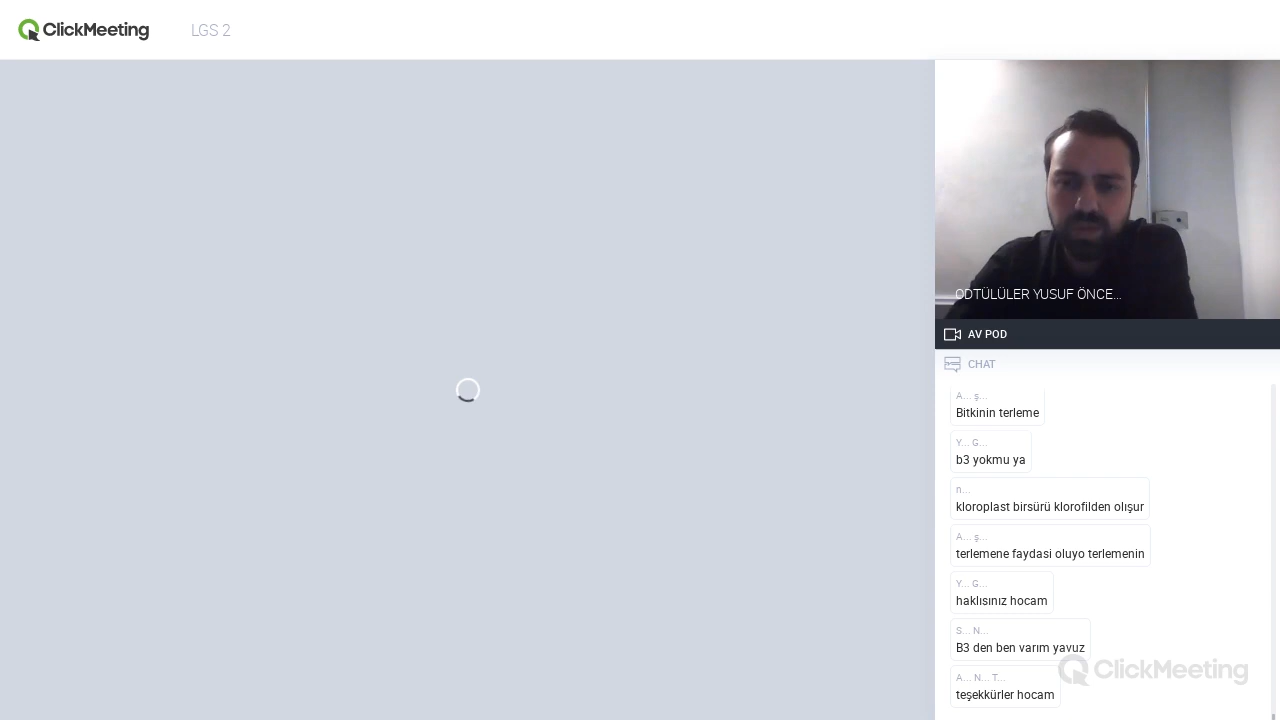 ClickMeeting
LGS 2
ODTÜLÜLER YUSUF ÖNCE...
AV POD
CHAT
A... ş...
Bitkinin terleme
Y... G...
b3 yokmu ya
n...
kloroplast birsürü klorofilden olışur
A... ş...
terlemene faydasi oluyo terlemenin
Y... G...
haklısınız hocam
S... N...
B3 den ben varım yavuz
A... N... T...
teşekkürler hocam
ClickMeeting